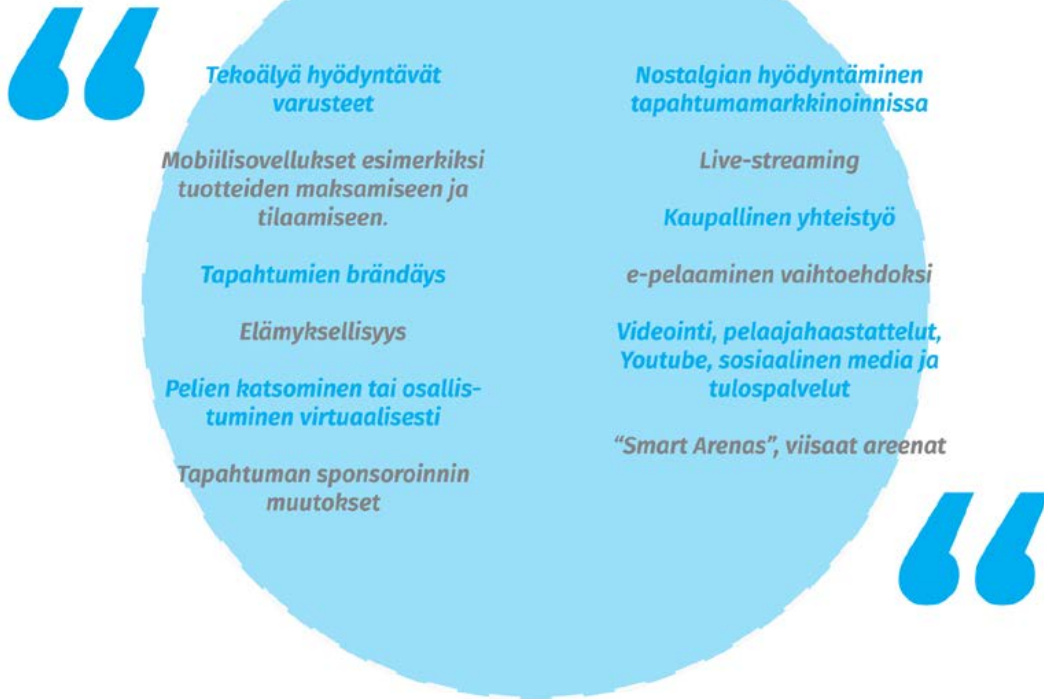 Tekoälyä hyödyntävät
varusteet
Mobiilisovellukset esimerkiksi
tuotteiden maksamiseen ja
tilaamiseen.
Tapahtumien brändäys
Elämyksellisyys
Pelien katsominen tai osallis-
tuminen virtuaalisesti
Tapahtuman sponsoroinnin
muutokset
Nostalgian hyödyntäminen
tapahtumamarkkinoinnissa
Live-streaming
Kaupallinen yhteistyö
e-pelaaminen vaihtoehdoksi
Videointi, pelaajahaastattelut,
Youtube, sosiaalinen media ja
tulospalvelut
“Smart Arenas”, viisaat areenat